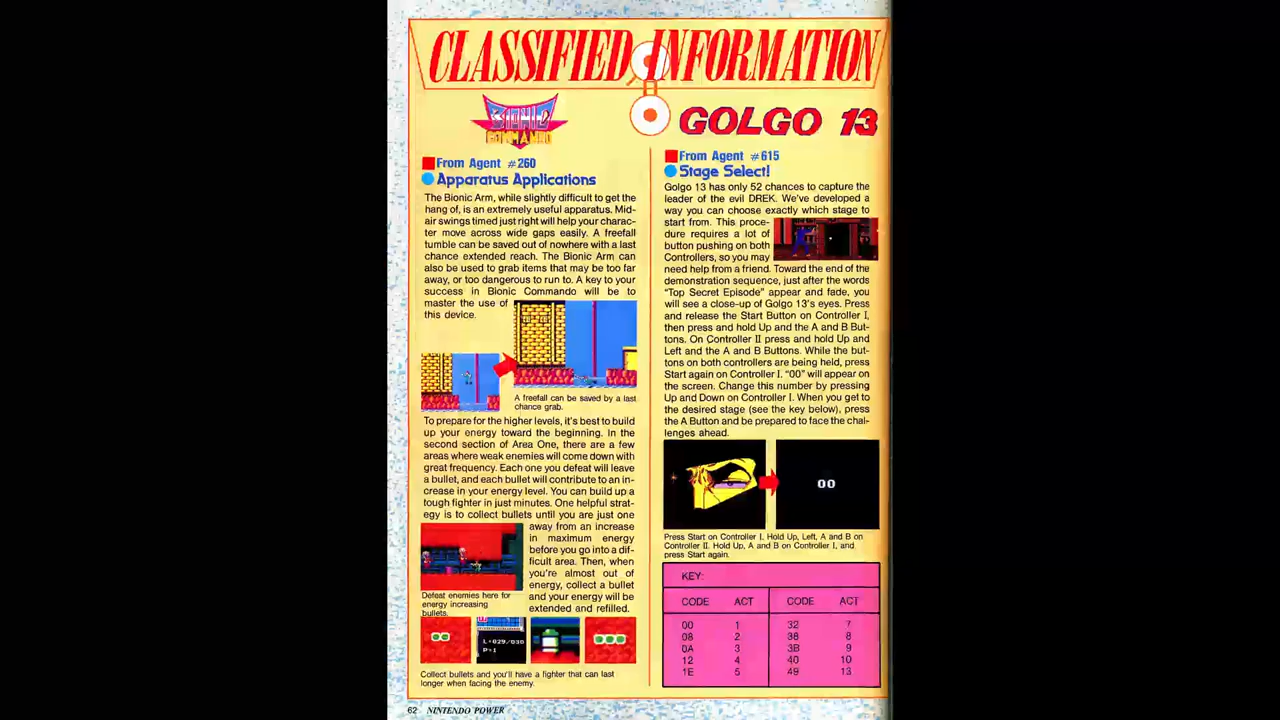 CLASSIFIED INFORMATION
BIONIC
COMMANDO
From Agent #260
Apparatus Applications
The Bionic Arm, while slightly difficult to get the
hang of, is an extremely useful apparatus. Mid-
air swings timed just right will help your charac-
ter move across wide gaps easily. A freefall
tumble can be saved out of nowhere with a last
chance extended reach. The Bionic Arm can
also be used to grab items that may be too far
away, or too dangerous to run to. A key to your
success in Bionic Commando will be to
master the use of
this device.
A freefall can be saved by a last
chance grab.
To prepare for the higher levels, it's best to build
up your energy toward the beginning. In the
second section of Area One, there are a few
areas where weak enemies will come down with
great frequency. Each one you defeat will leave
a bullet, and each bullet will contribute to an in-
crease in your energy level. You can build up a
tough fighter in just minutes. One helpful strat-
egy is to collect bullets until you are just one
away from an increase
in maximum energy
before you go into a dif-
ficult area. Then, when
you're almost out of
energy, collect a bullet
and your energy will be
extended and refilled.
Defeat enemies here for
energy increasing
bullets.
L=029/030
P=1
Collect bullets and you'll have a fighter that can last
longer when facing the enemy.
GOLGO 13
From Agent #615
Stage Select!
Golgo 13 has only 52 chances to capture the
leader of the evil DREK. We've developed a
way you can choose exactly which stage to
start from. This proce-
dure requires a lot of
button pushing on both
Controllers, so you may
need help from a friend. Toward the end of the
demonstration sequence, just after the words
"Top Secret Episode" appear and fade, you
will see a close-up of Golgo 13's eyes. Press
and release the Start Button on Controller I,
then press and hold Up and the A and B But-
tons. On Controller II press and hold Up and
Left and the A and B Buttons. While the but-
tons on both controllers are being held, press
Start again on Controller I. "00" will appear on
the screen. Change this number by pressing
Up and Down on Controller I. When you get to
the desired stage (see the key below), press
the A Button and be prepared to face the chal-
lenges ahead.
00
Press Start on Controller I. Hold Up, Left, A and B on
Controller II. Hold Up, A and B on Controller I, and
press Start again.
KEY:
CODE ACT CODE ACT
00 1 32 7
08 2 38 8
0A 3 3B 9
12 4 40 10
1E 5 49 13
62 NINTENDO POWER